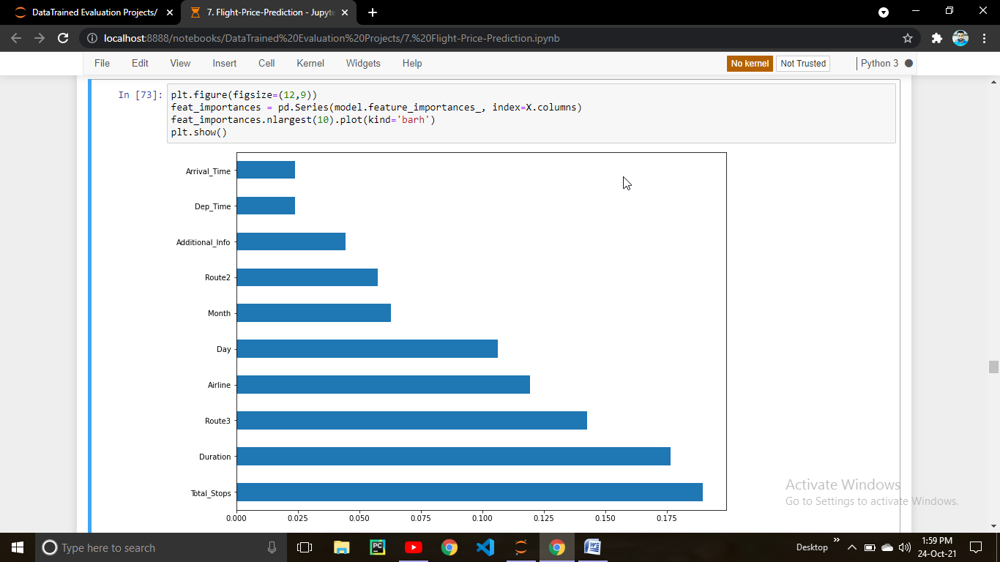 DataTrained Evaluation Projects/
7. Flight-Price-Prediction - Jupyte
localhost:8888/notebooks/DataTrained%20Evaluation%20Projects/7.%20Flight-Price-Prediction.ipynb
File Edit View Insert Cell Kernel Widgets Help No kernel Not Trusted Python 3
In [73]: plt.figure(figsize=(12,9))
feat_importances = pd.Series(model.feature_importances_, index=X.columns)
feat_importances.nlargest(10).plot(kind='barh')
plt.show()
Arrival_Time
Dep_Time
Additional_Info
Route2
Month
Day
Airline
Route3
Duration
Total_Stops
0.000 0.025 0.050 0.075 0.100 0.125 0.150 0.175
Activate Windows
Go to Settings to activate Windows.
Type here to search
PC
W
Desktop
1:59 PM
24-Oct-21